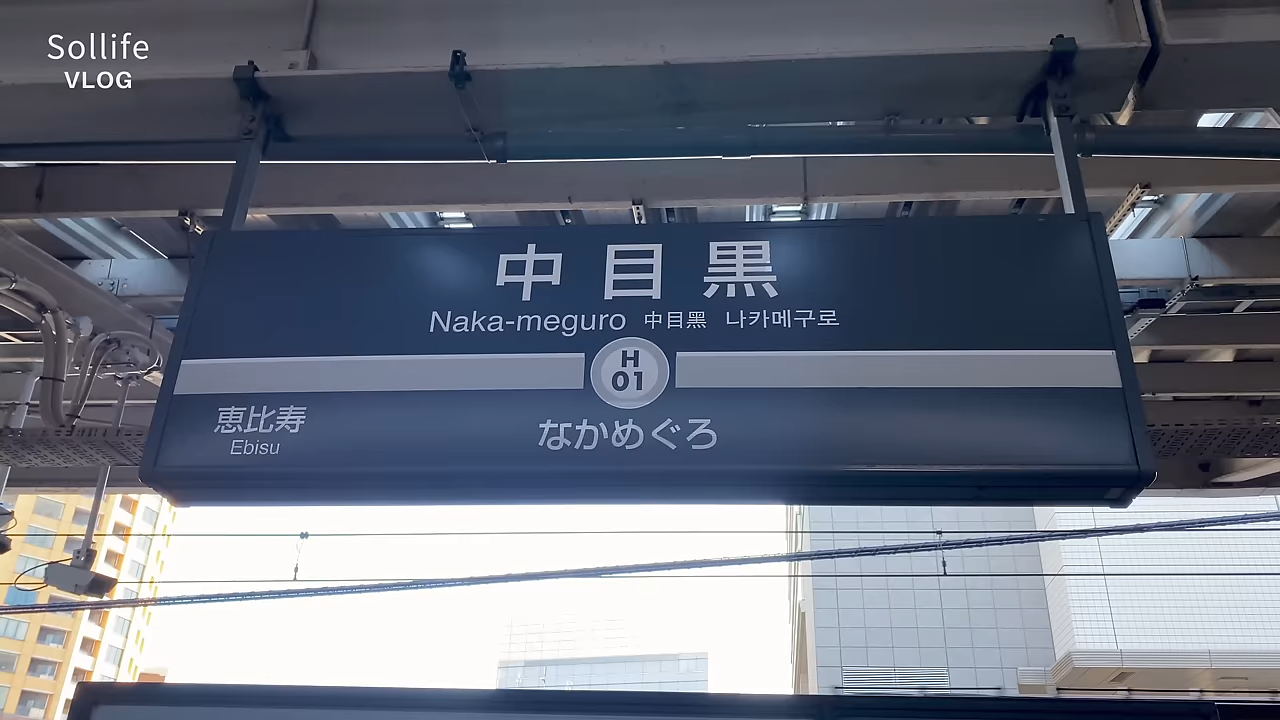 Sollife
VLOG
中目黒
Naka-meguro 中目黑 나카메구로
H
01
恵比寿
Ebisu
なかめぐろ